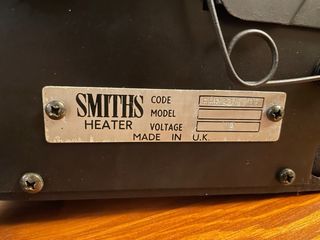 SMITHS
HEATER
CODE
MODEL
VOLTAGE
MADE IN U.K.